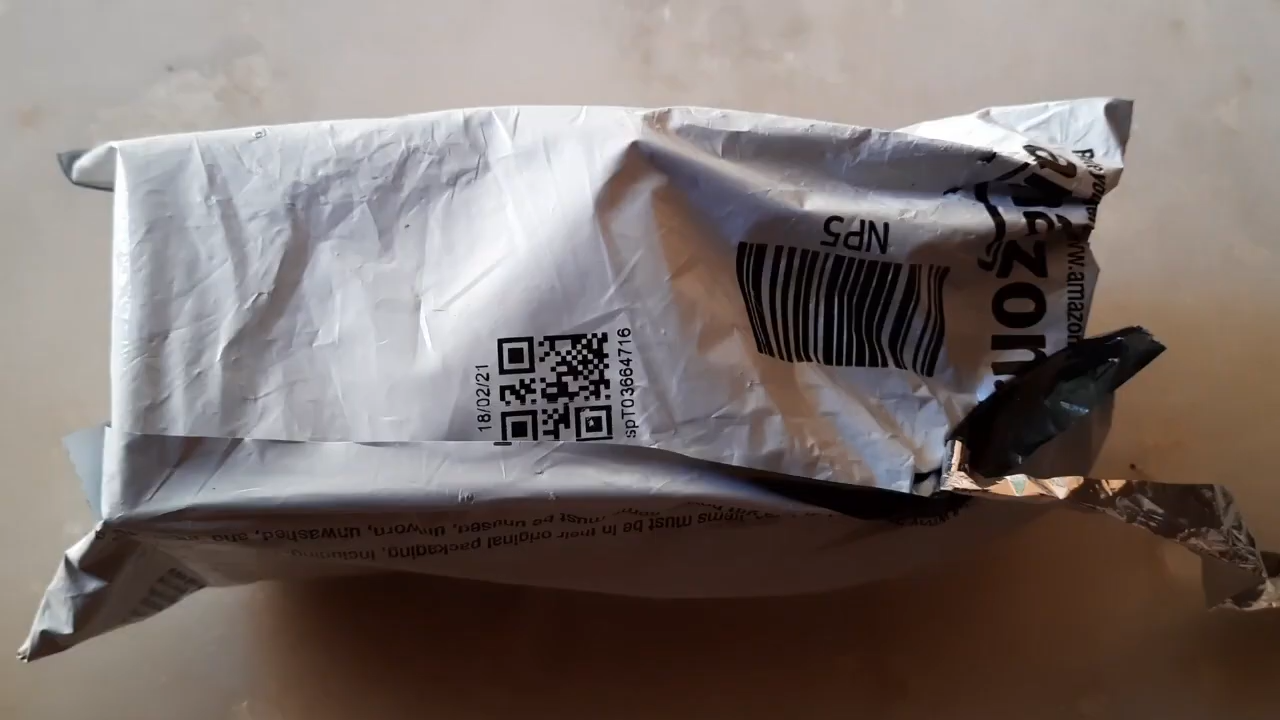 18/02/21
spT03664716
NP5
amazon.
www.amazon
must be unused, unworn, unwashed, and
items must be in their original packaging, including